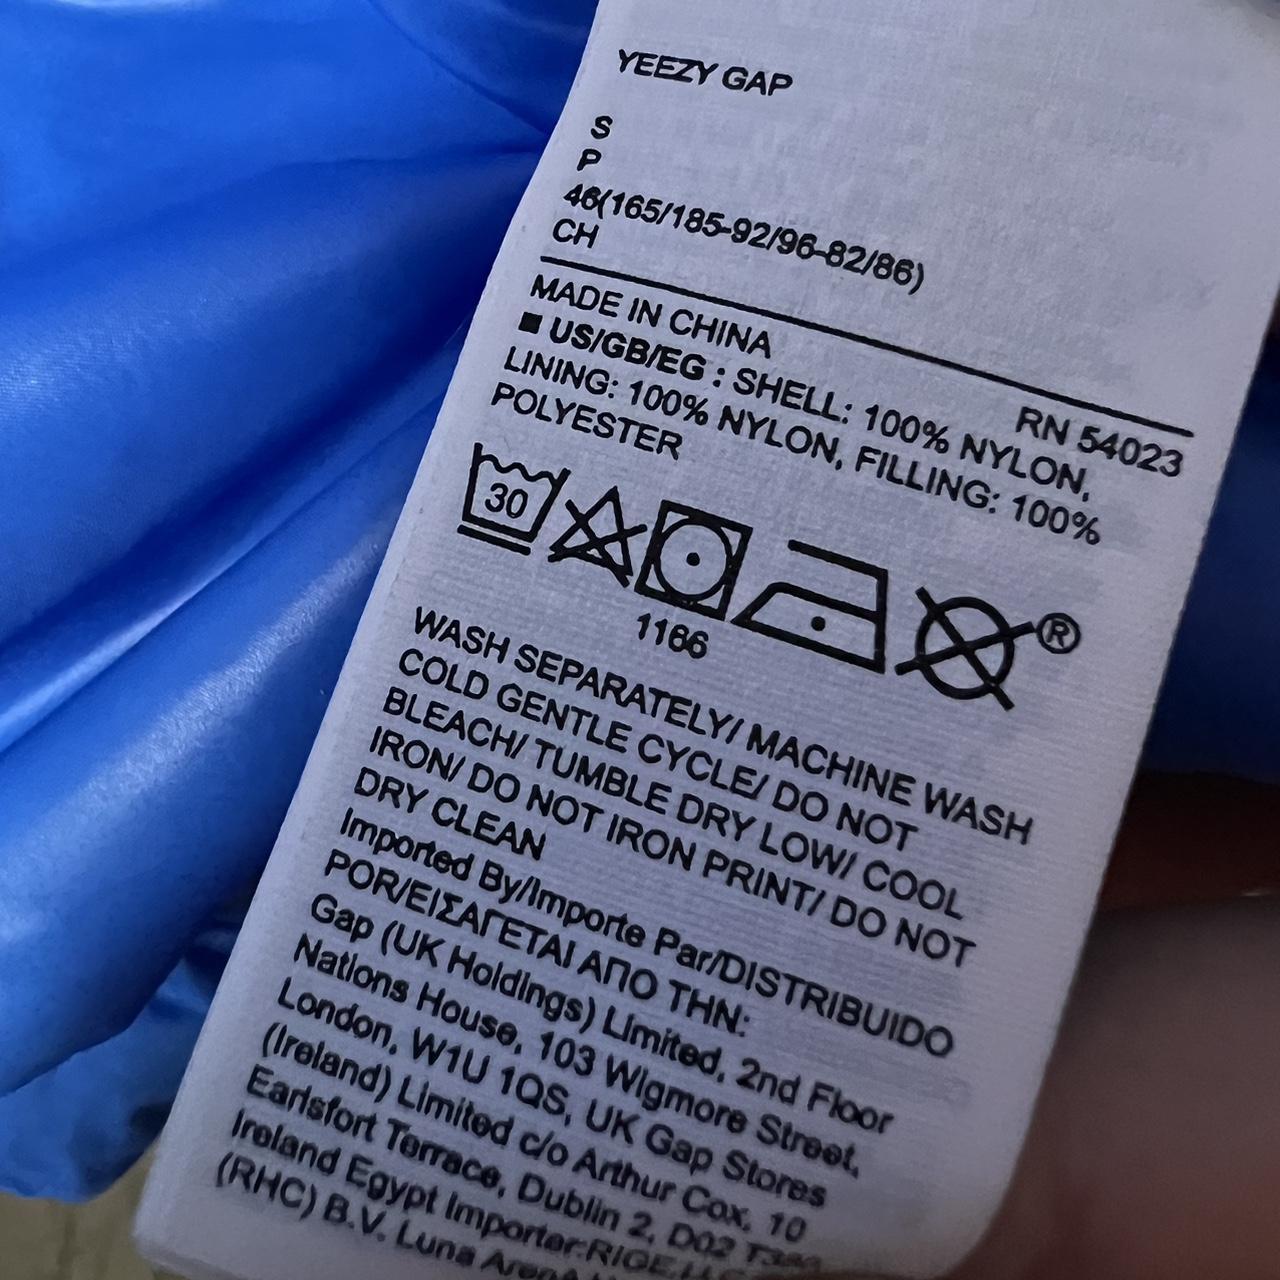 YEEZY GAP
S
P
46(165/185-92/96-82/86)
CH
MADE IN CHINA
RN 54023
■ US/GB/EG : SHELL: 100% NYLON,
LINING: 100% NYLON, FILLING: 100%
POLYESTER
30
1166
®
WASH SEPARATELY/ MACHINE WASH
COLD GENTLE CYCLE/ DO NOT
BLEACH/ TUMBLE DRY LOW/ COOL
IRON/ DO NOT IRON PRINT/ DO NOT
DRY CLEAN
Imported By/Importe Par/DISTRIBUIDO
POR/ΕΙΣΑΓΕΤΑΙ ΑΠΟ ΤΗΝ:
Gap (UK Holdings) Limited, 2nd Floor
Nations House, 103 Wigmore Street,
London, W1U 1QS, UK Gap Stores
(Ireland) Limited c/o Arthur Cox, 10
Earlsfort Terrace, Dublin 2, D02
Ireland Egypt Importer:RIGE
(RHC) B.V. Luna